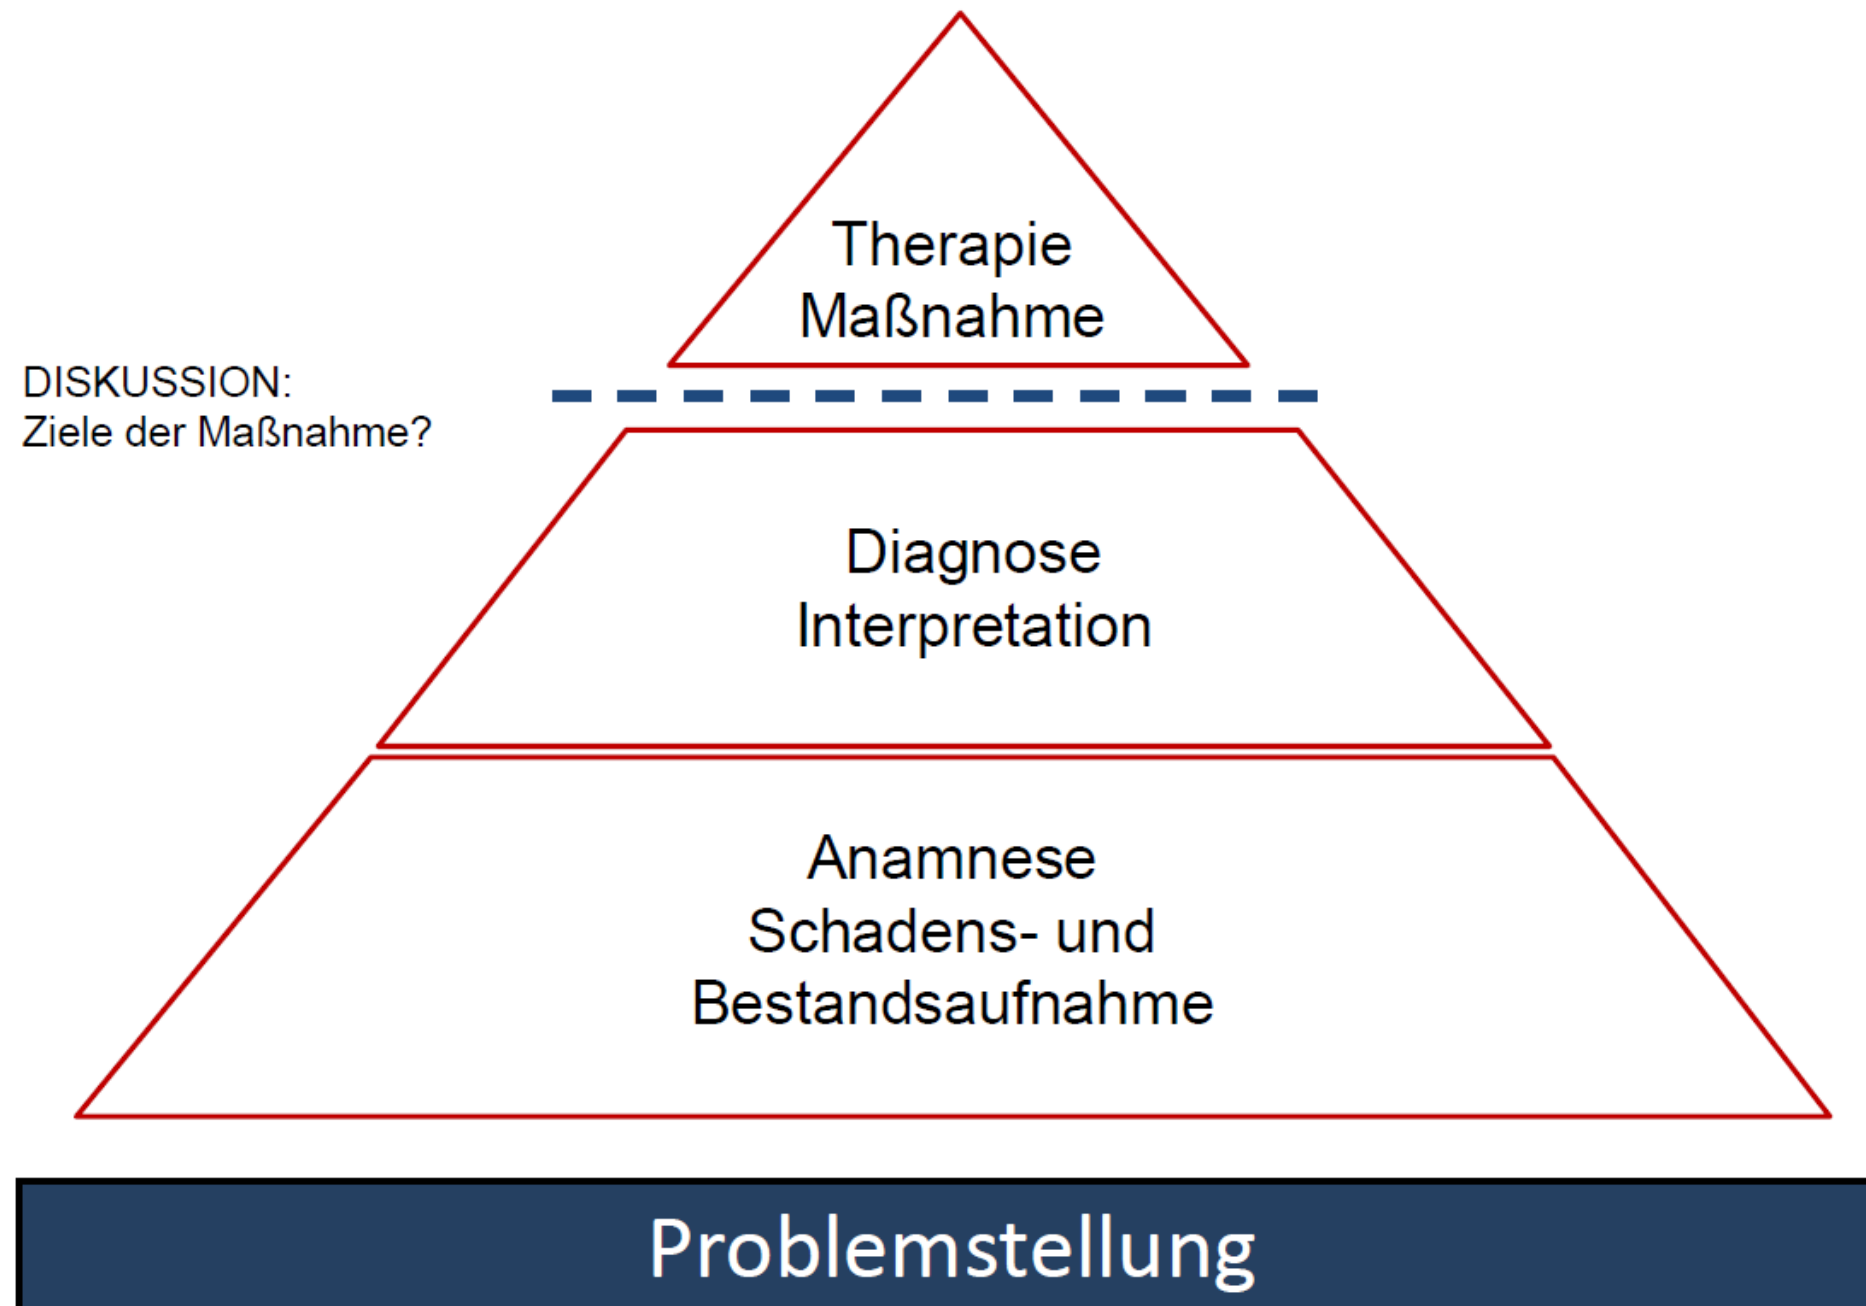 Therapie
Maßnahme
DISKUSSION:
Ziele der Maßnahme?
Diagnose
Interpretation
Anamnese
Schadens- und
Bestandsaufnahme
Problemstellung